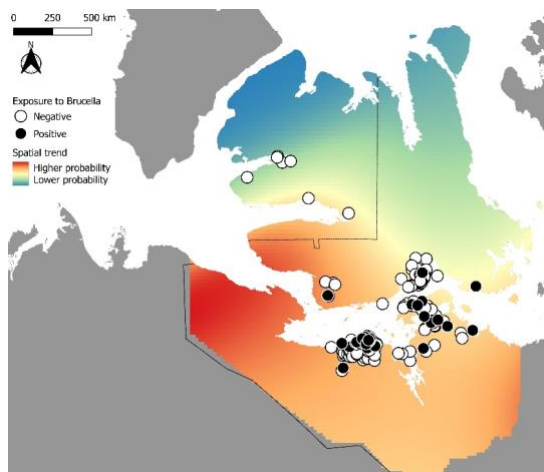 0 250 500 km
N
Exposure to Brucella
Negative
Positive
Spatial trend
Higher probability
Lower probability